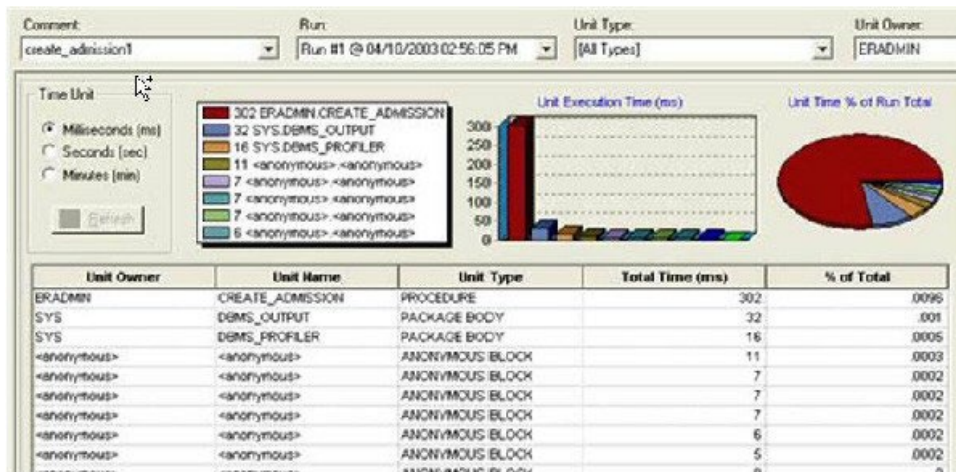 Comment: Run: Unit Type: Unit Owner:
create_admission1 Run #1 @ 04/10/2003 02:56:05 PM [All Types] ERADMIN
Time Unit
Milliseconds (ms)
Seconds (sec)
Minutes (min)
Refresh
302 ERADMIN.CREATE_ADMISSION
32 SYS.DBMS_OUTPUT
16 SYS.DBMS_PROFILER
11 <anonymous>.<anonymous>
7 <anonymous>.<anonymous>
7 <anonymous>.<anonymous>
7 <anonymous>.<anonymous>
6 <anonymous>.<anonymous>
Unit Execution Time (ms)
300
250
200
150
100
50
0
Unit Time % of Run Total
Unit Owner Unit Name Unit Type Total Time (ms) % of Total
ERADMIN CREATE_ADMISSION PROCEDURE 302 .0096
SYS DBMS_OUTPUT PACKAGE BODY 32 .001
SYS DBMS_PROFILER PACKAGE BODY 16 .0005
<anonymous> <anonymous> ANONYMOUS BLOCK 11 .0003
<anonymous> <anonymous> ANONYMOUS BLOCK 7 .0002
<anonymous> <anonymous> ANONYMOUS BLOCK 7 .0002
<anonymous> <anonymous> ANONYMOUS BLOCK 7 .0002
<anonymous> <anonymous> ANONYMOUS BLOCK 6 .0002
<anonymous> <anonymous> ANONYMOUS BLOCK 5 .0002